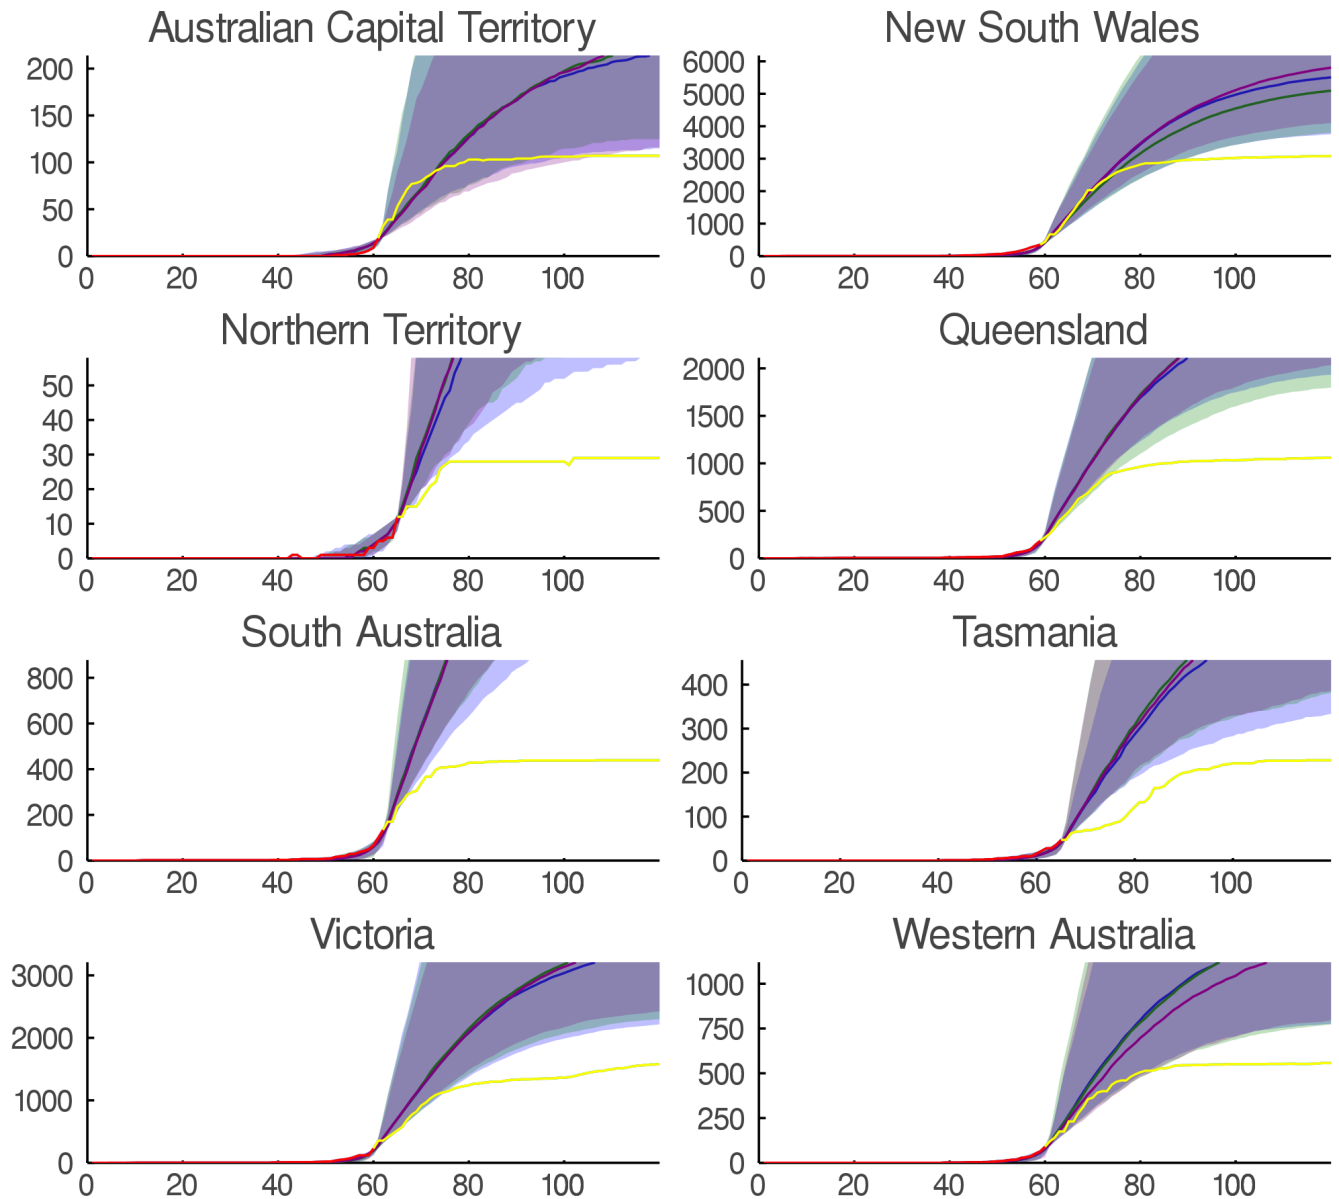 Australian Capital Territory
200
150
100
50
0
0 20 40 60 80 100
New South Wales
6000
5000
4000
3000
2000
1000
0
0 20 40 60 80 100
Northern Territory
50
40
30
20
10
0
0 20 40 60 80 100
Queensland
2000
1500
1000
500
0
0 20 40 60 80 100
South Australia
800
600
400
200
0
0 20 40 60 80 100
Tasmania
400
300
200
100
0
0 20 40 60 80 100
Victoria
3000
2000
1000
0
0 20 40 60 80 100
Western Australia
1000
750
500
250
0
0 20 40 60 80 100